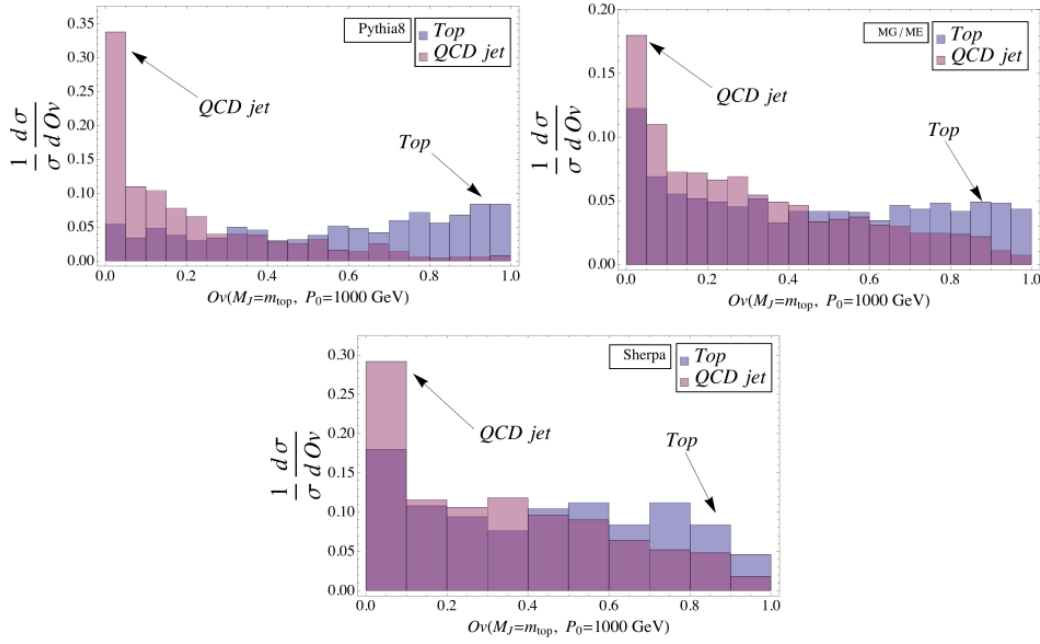 Pythia8
Top
QCD jet
0.35
0.30
0.25
0.20
0.15
0.10
0.05
0.00
1 dσ
σ dOv
QCD jet
Top
0.0 0.2 0.4 0.6 0.8 1.0
Ov(M_J=m_top, P_0=1000 GeV)
MG/ME
Top
QCD jet
0.20
0.15
0.10
0.05
0.00
1 dσ
σ dOv
QCD jet
Top
0.0 0.2 0.4 0.6 0.8 1.0
Ov(M_J=m_top, P_0=1000 GeV)
Sherpa
Top
QCD jet
0.30
0.25
0.20
0.15
0.10
0.05
0.00
1 dσ
σ dOv
QCD jet
Top
0.0 0.2 0.4 0.6 0.8 1.0
Ov(M_J=m_top, P_0=1000 GeV)